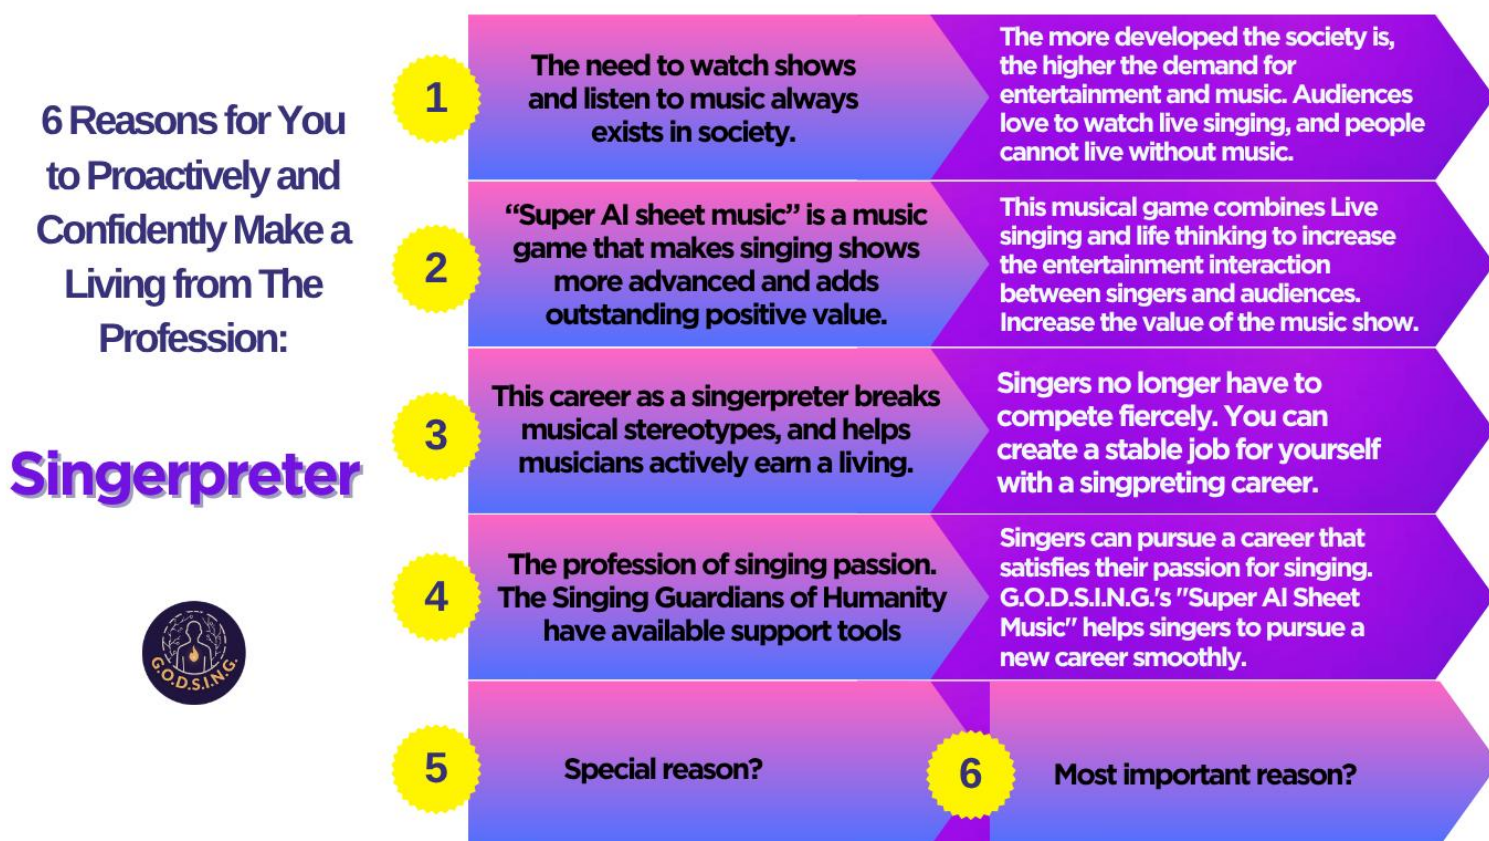 6 Reasons for You
to Proactively and
Confidently Make a
Living from The
Profession:
Singerpreter
G.O.D.S.I.N.G.
1
The need to watch shows
and listen to music always
exists in society.
The more developed the society is,
the higher the demand for
entertainment and music. Audiences
love to watch live singing, and people
cannot live without music.
2
“Super AI sheet music” is a music
game that makes singing shows
more advanced and adds
outstanding positive value.
This musical game combines Live
singing and life thinking to increase
the entertainment interaction
between singers and audiences.
Increase the value of the music show.
3
This career as a singerpreter breaks
musical stereotypes, and helps
musicians actively earn a living.
Singers no longer have to
compete fiercely. You can
create a stable job for yourself
with a singpreting career.
4
The profession of singing passion.
The Singing Guardians of Humanity
have available support tools
Singers can pursue a career that
satisfies their passion for singing.
G.O.D.S.I.N.G.'s "Super AI Sheet
Music" helps singers to pursue a
new career smoothly.
5
Special reason?
6
Most important reason?